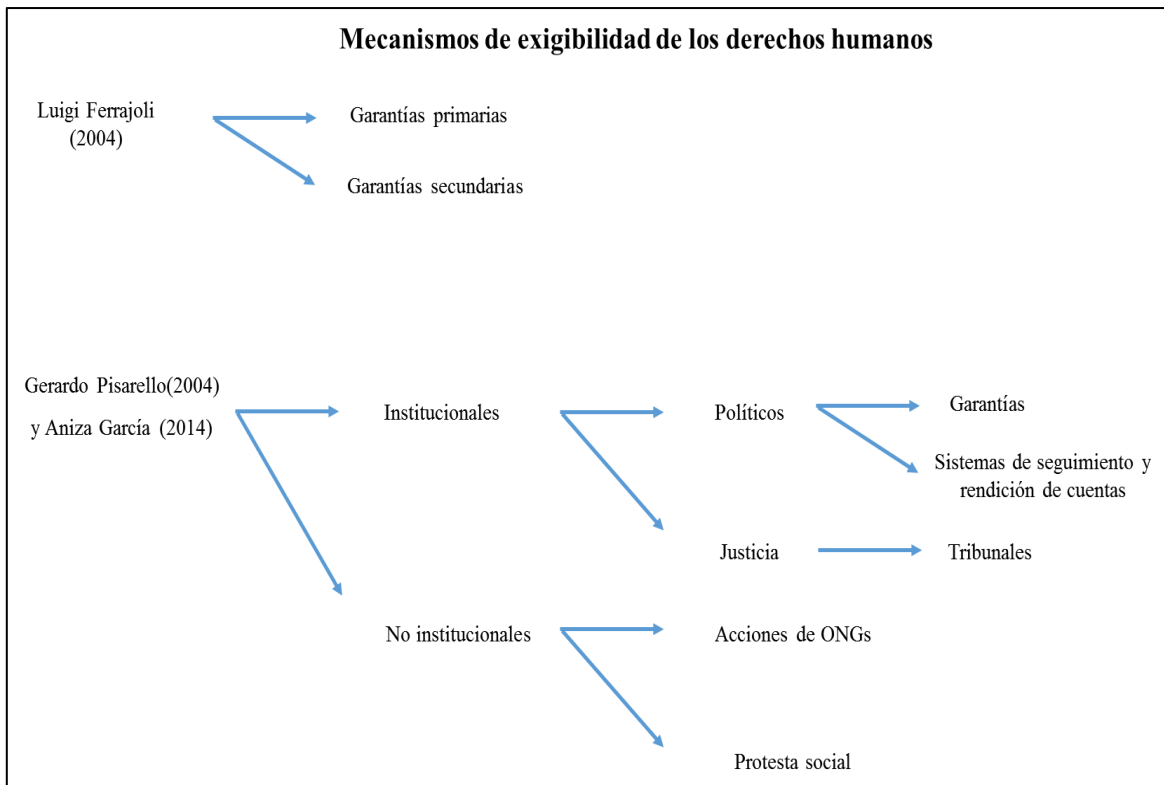 Mecanismos de exigibilidad de los derechos humanos
Luigi Ferrajoli
(2004)
Garantías primarias
Garantías secundarias
Gerardo Pisarello(2004)
y Aniza García (2014)
Institucionales
Políticos
Garantías
Sistemas de seguimiento y
rendición de cuentas
Justicia
Tribunales
No institucionales
Acciones de ONGs
Protesta social